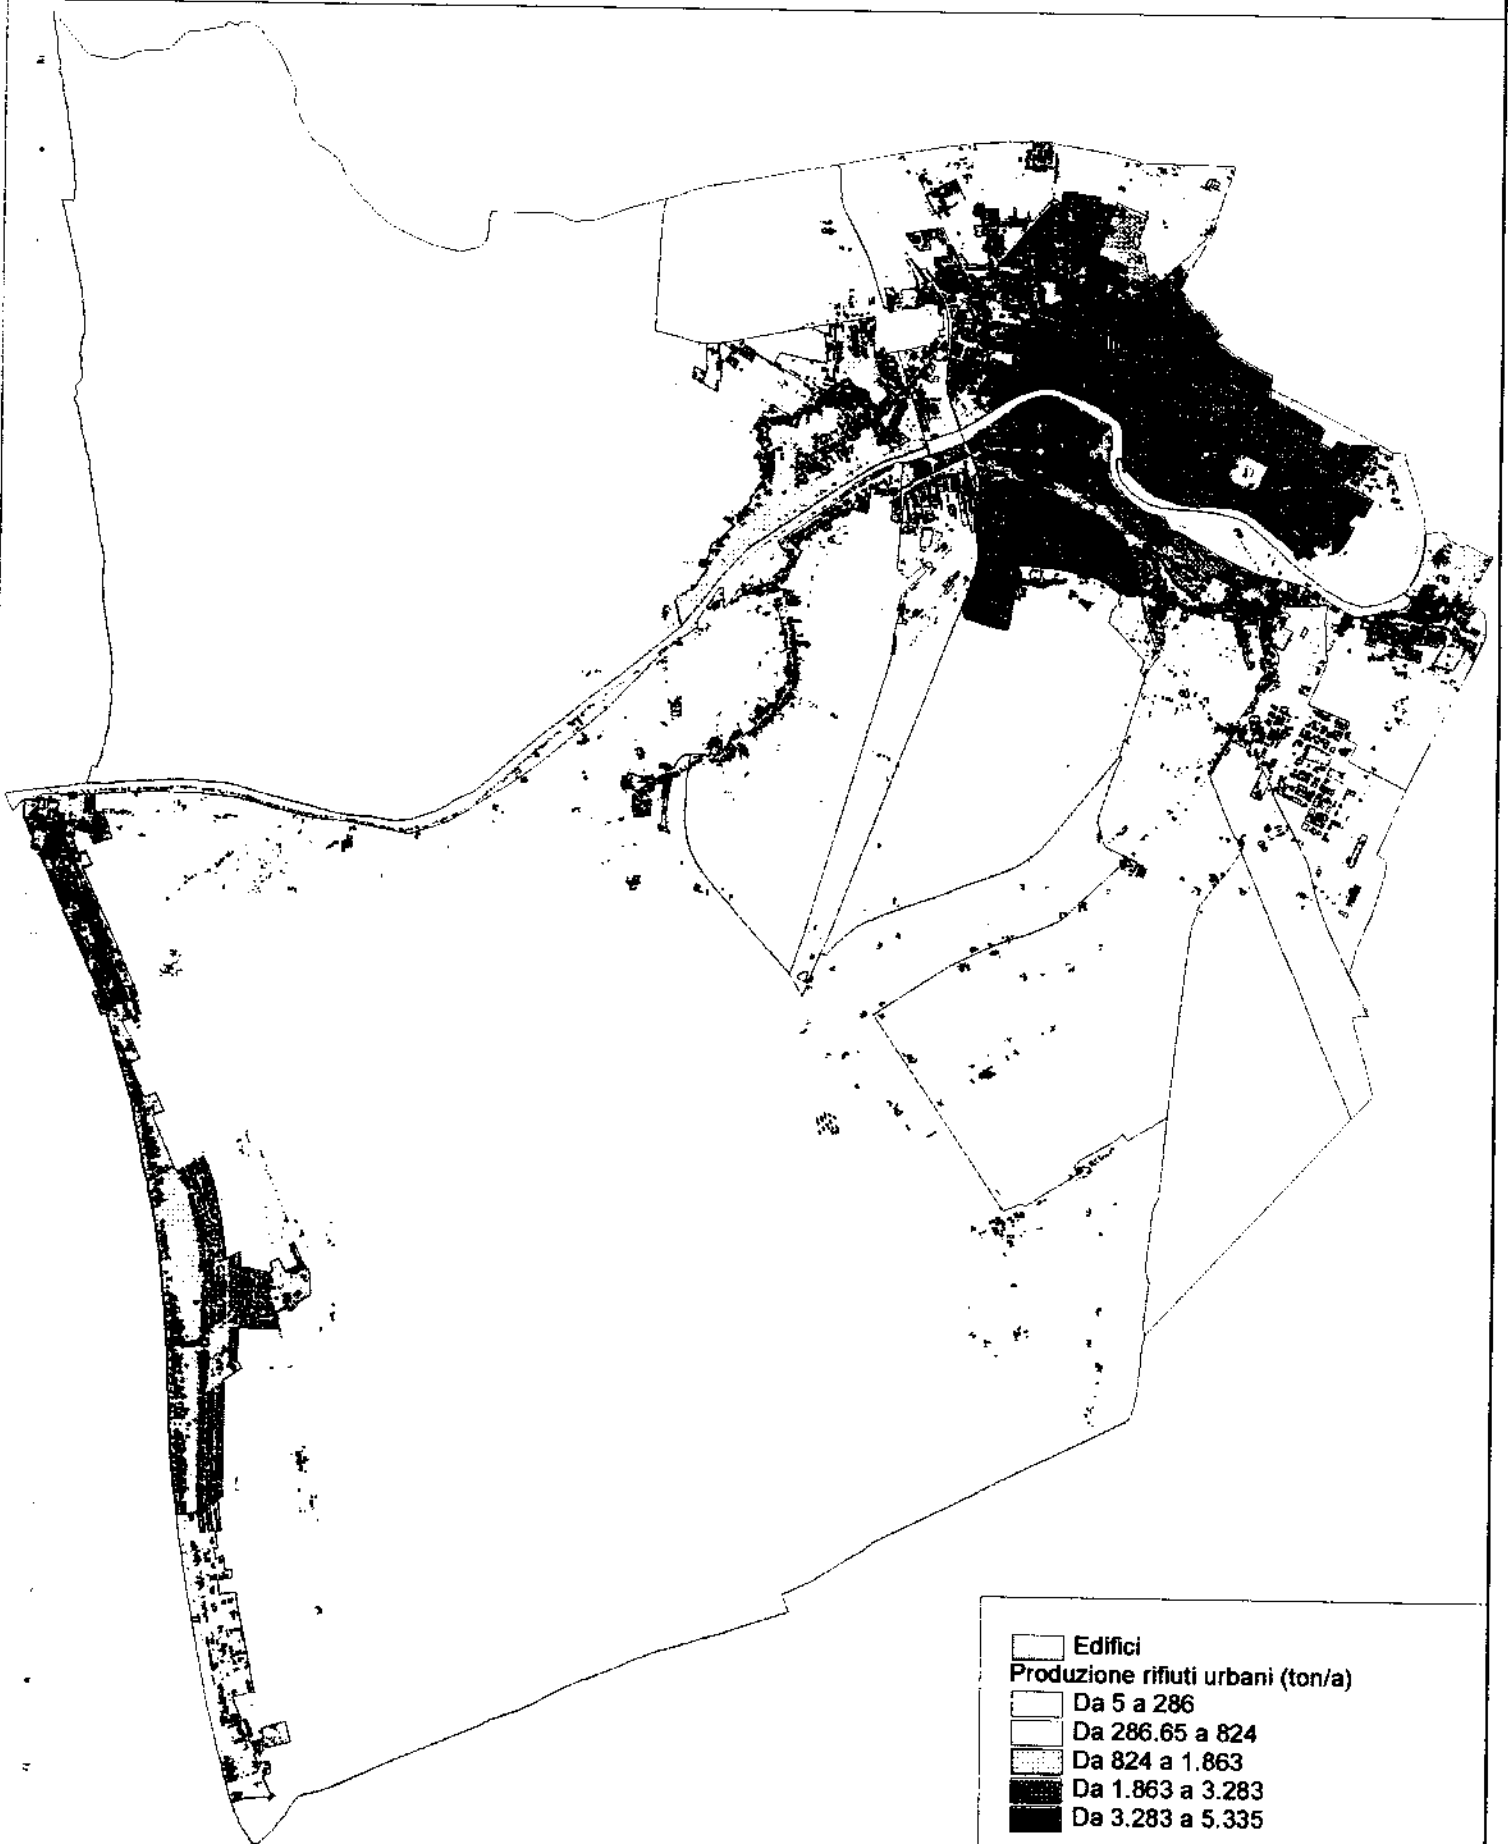 Edifici
Produzione rifiuti urbani (ton/a)
Da 5 a 286
Da 286.65 a 824
Da 824 a 1.863
Da 1.863 a 3.283
Da 3.283 a 5.335